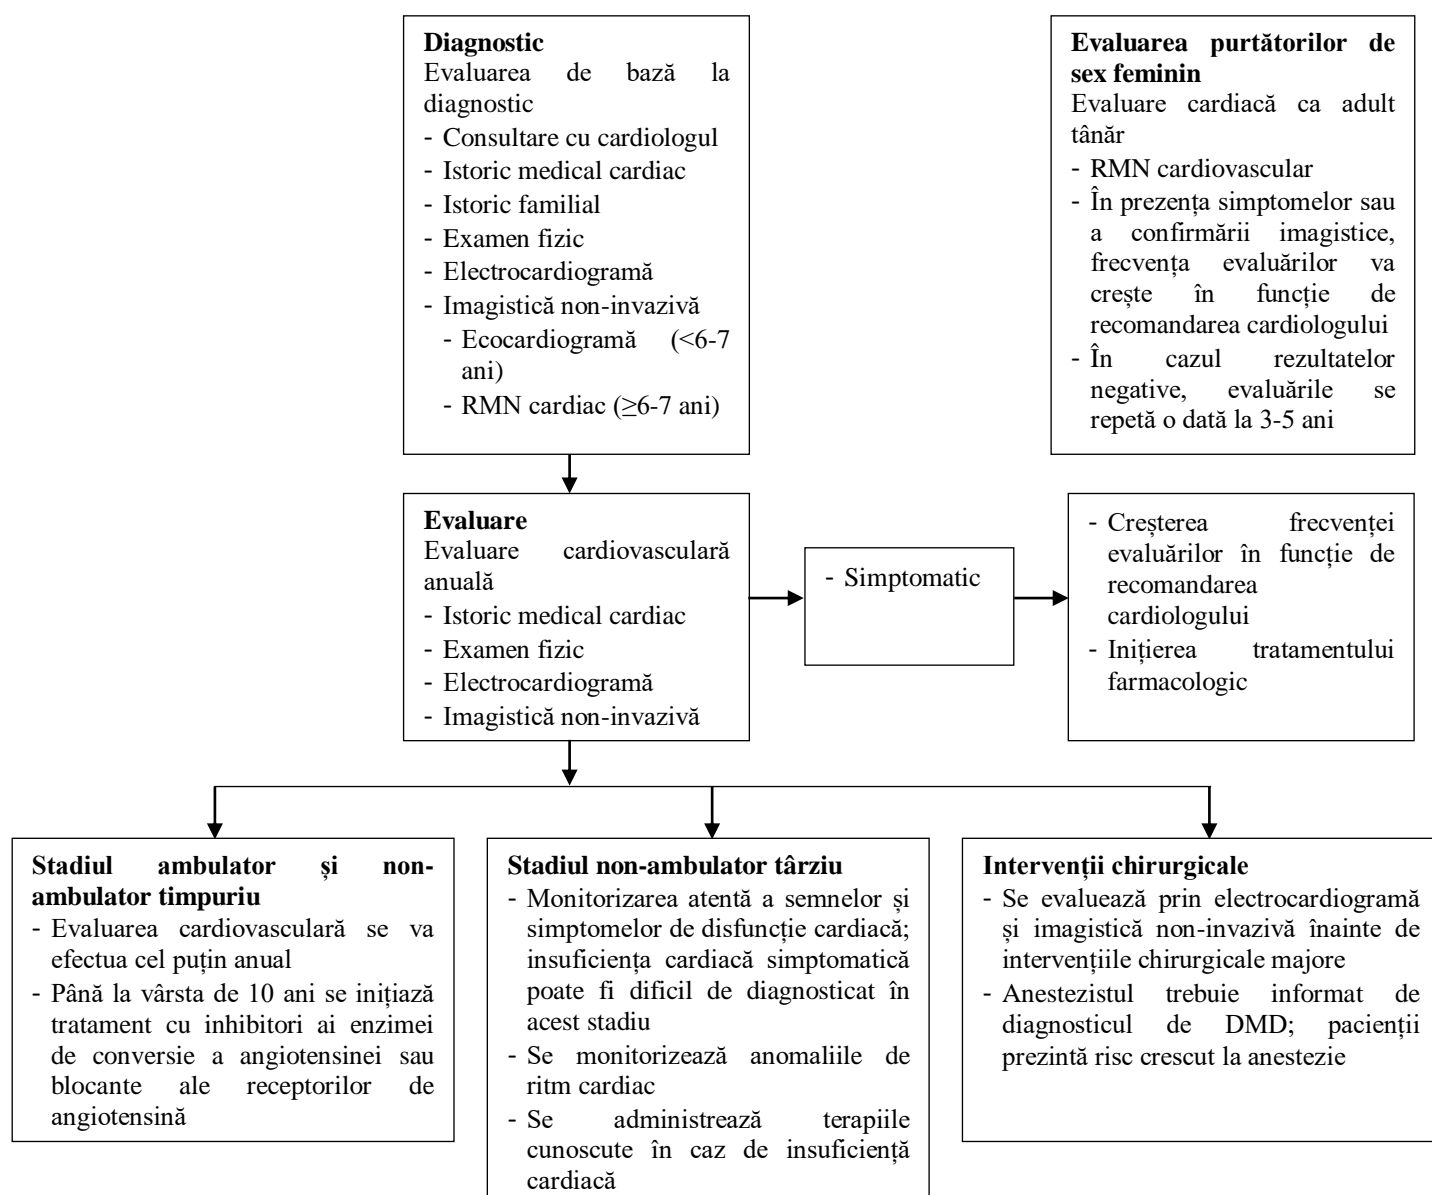 Diagnostic
Evaluarea de bază la
diagnostic
- Consultare cu cardiologul
- Istoric medical cardiac
- Istoric familial
- Examen fizic
- Electrocardiogramă
- Imagistică non-invazivă
- Ecocardiogramă (<6-7
ani)
- RMN cardiac (≥6-7 ani)
Evaluarea purtătorilor de
sex feminin
Evaluare cardiacă ca adult
tânăr
- RMN cardiovascular
- În prezența simptomelor sau
a confirmării imagistice,
frecvența evaluărilor va
crește în funcție de
recomandarea cardiologului
- În cazul rezultatelor
negative, evaluările se
repetă o dată la 3-5 ani
Evaluare
Evaluare cardiovasculară
anuală
- Istoric medical cardiac
- Examen fizic
- Electrocardiogramă
- Imagistică non-invazivă
- Simptomatic
- Creșterea frecvenței
evaluărilor în funcție de
recomandarea
cardiologului
- Inițierea tratamentului
farmacologic
Stadiul ambulator și non-
ambulator timpuriu
- Evaluarea cardiovasculară se va
efectua cel puțin anual
- Până la vârsta de 10 ani se inițiază
tratament cu inhibitori ai enzimei
de conversie a angiotensinei sau
blocante ale receptorilor de
angiotensină
Stadiul non-ambulator târziu
- Monitorizarea atentă a semnelor și
simptomelor de disfuncție cardiacă;
insuficiența cardiacă simptomatică
poate fi dificil de diagnosticat în
acest stadiu
- Se monitorizează anomaliile de
ritm cardiac
- Se administrează terapiile
cunoscute în caz de insuficiență
cardiacă
Intervenții chirurgicale
- Se evaluează prin electrocardiogramă
și imagistică non-invazivă înainte de
intervențiile chirurgicale majore
- Anestezistul trebuie informat de
diagnosticul de DMD; pacienții
prezintă risc crescut la anestezie